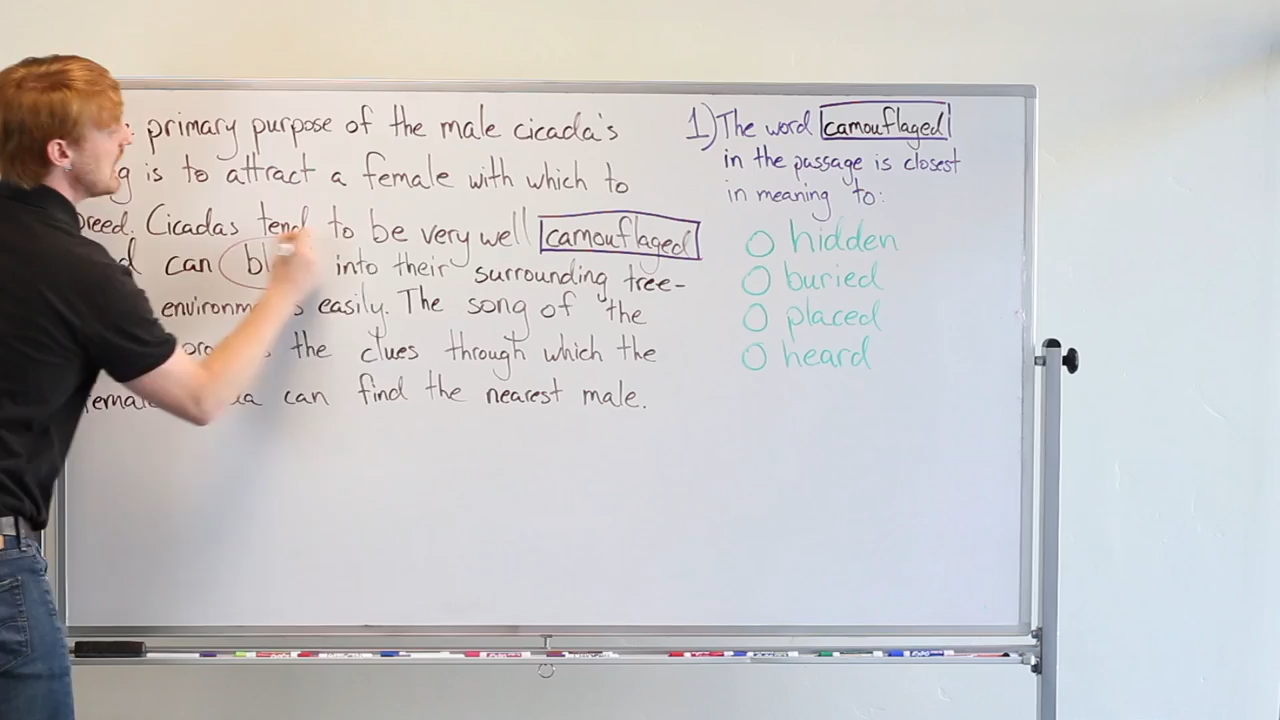 primary purpose of the male cicada's
is to attract a female with which to
Cicadas tend to be very well camouflaged
can into their surrounding tree-
easily. The song of the
the clues through which the
can find the nearest male.
1) The word camouflaged
in the passage is closest
in meaning to:
hidden
buried
placed
heard